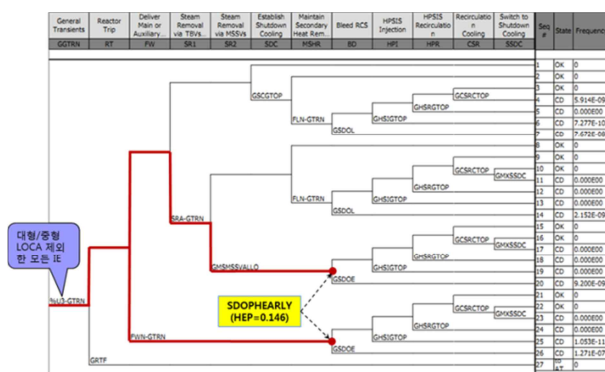 General Transients
Reactor Trip
Deliver Main or Auxiliary...
Steam Removal via TBVs...
Steam Removal via MSSVs
Establish Shutdown Cooling
Maintain Secondary Heat Rem...
Bleed RCS
HPSIS Injection
HPSIS Recirculation
Recirculatio n Cooling
Switch to Shutdown Cooling
Seq #
State
Frequency
GGTRN
RT
FW
SR1
SR2
SDC
MSHR
BD
HPI
HPR
CSR
SSDC
1 OK 0
2 OK 0
3 OK 0
GCSRCTOP
4 CD 5.914E-09
GSCGTOP
GHSRGTOP
5 CD 0.000E00
GHSIGTOP
6 CD 7.277E-10
FLN-GTRN
GSDOL
7 CD 7.672E-08
8 OK 0
9 OK 0
10 OK 0
GCSRCTOP
GMXSSDC
11 CD 0.000E00
GHSRGTOP
12 CD 0.000E00
GHSIGTOP
13 CD 0.000E00
FLN-GTRN
GSDOL
14 CD 2.152E-09
SRA-GTRN
15 OK 0
16 OK 0
GCSRCTOP
GMXSSDC
17 CD 0.000E00
GHSRGTOP
18 CD 0.000E00
GHSIGTOP
19 CD 0.000E00
GMSMSSVALLO
GSDOE
20 CD 9.200E-09
대형/중형
LOCA 제외
한 모든 IE
%U3-GTRN
SDOPHEARLY
(HEP=0.146)
21 OK 0
22 OK 0
GCSRCTOP
GMXSSDC
23 CD 0.000E00
GHSRGTOP
24 CD 0.000E00
GHSIGTOP
25 CD 1.053E-11
FWN-GTRN
GSDOE
26 CD 1.271E-07
GRTF
27 AT 0